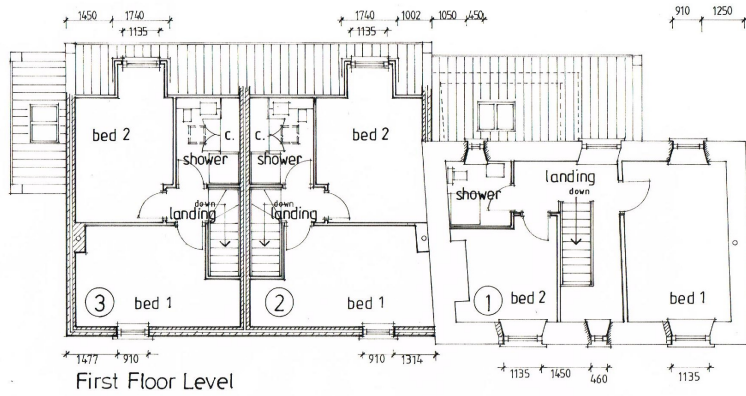 1450 1740 1740 1002 1050 450 910 1250
1135 1135
bed 2 c. c. bed 2
shower shower
landing
down
shower
down down
landing landing
3 bed 1 2 bed 1 1 bed 2 bed 1
1477 910 910 1314 1135 1450 460 1135
First Floor Level